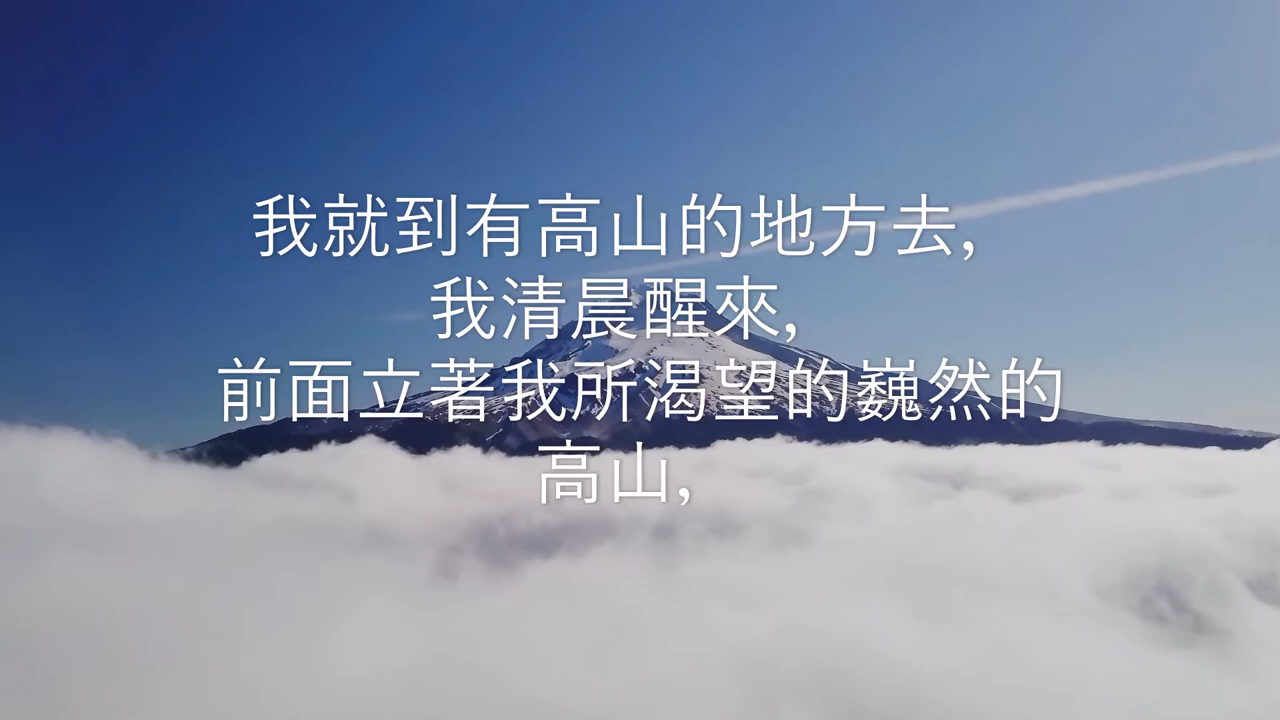 我就到有高山的地方去,
我清晨醒來,
前面立著我所渴望的巍然的
高山,